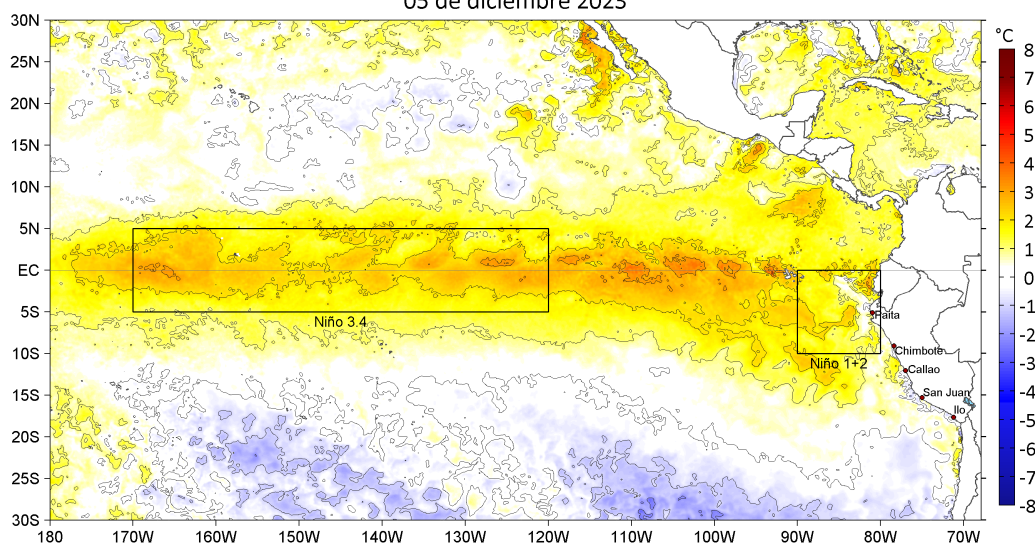 05 de diciembre 2023
°C
30N
25N
20N
15N
10N
5N
EC
5S
10S
15S
20S
25S
30S
180
170W
160W
150W
140W
130W
120W
110W
100W
90W
80W
70W
Niño 3.4
Niño 1+2
Paita
Chimbote
Callao
San Juan
Ilo
8
7
6
5
4
3
2
1
0
-1
-2
-3
-4
-5
-6
-7
-8